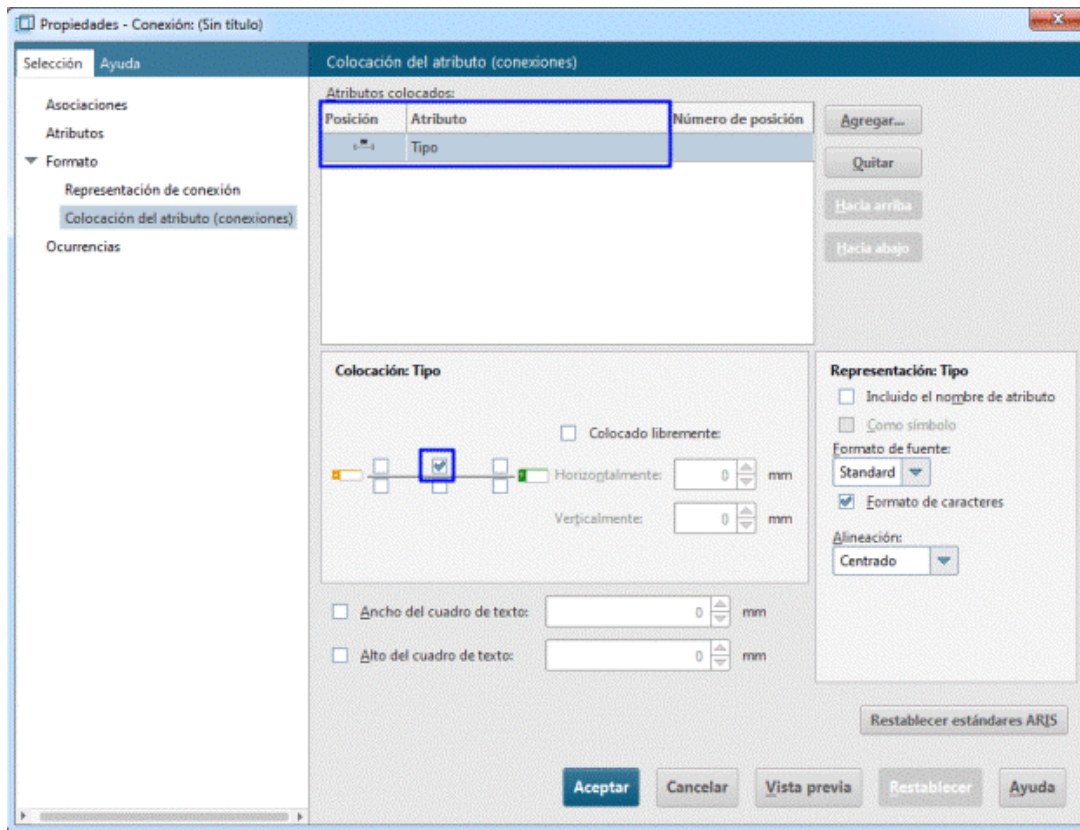 Propiedades - Conexión: (Sin título)
Selección Ayuda
Asociaciones
Atributos
Formato
Representación de conexión
Colocación del atributo (conexiones)
Ocurrencias
Colocación del atributo (conexiones)
Atributos colocados:
Posición Atributo Número de posición
Tipo
Agregar...
Quitar
Hacia arriba
Hacia abajo
Colocación: Tipo
Colocado libremente:
Horizontalmente: 0 mm
Verticalmente: 0 mm
Representación: Tipo
Incluido el nombre de atributo
Como símbolo
Formato de fuente:
Standard
Formato de caracteres
Alineación:
Centrado
Ancho del cuadro de texto: 0 mm
Alto del cuadro de texto: 0 mm
Restablecer estándares ARIS
Aceptar Cancelar Vista previa Restablecer Ayuda